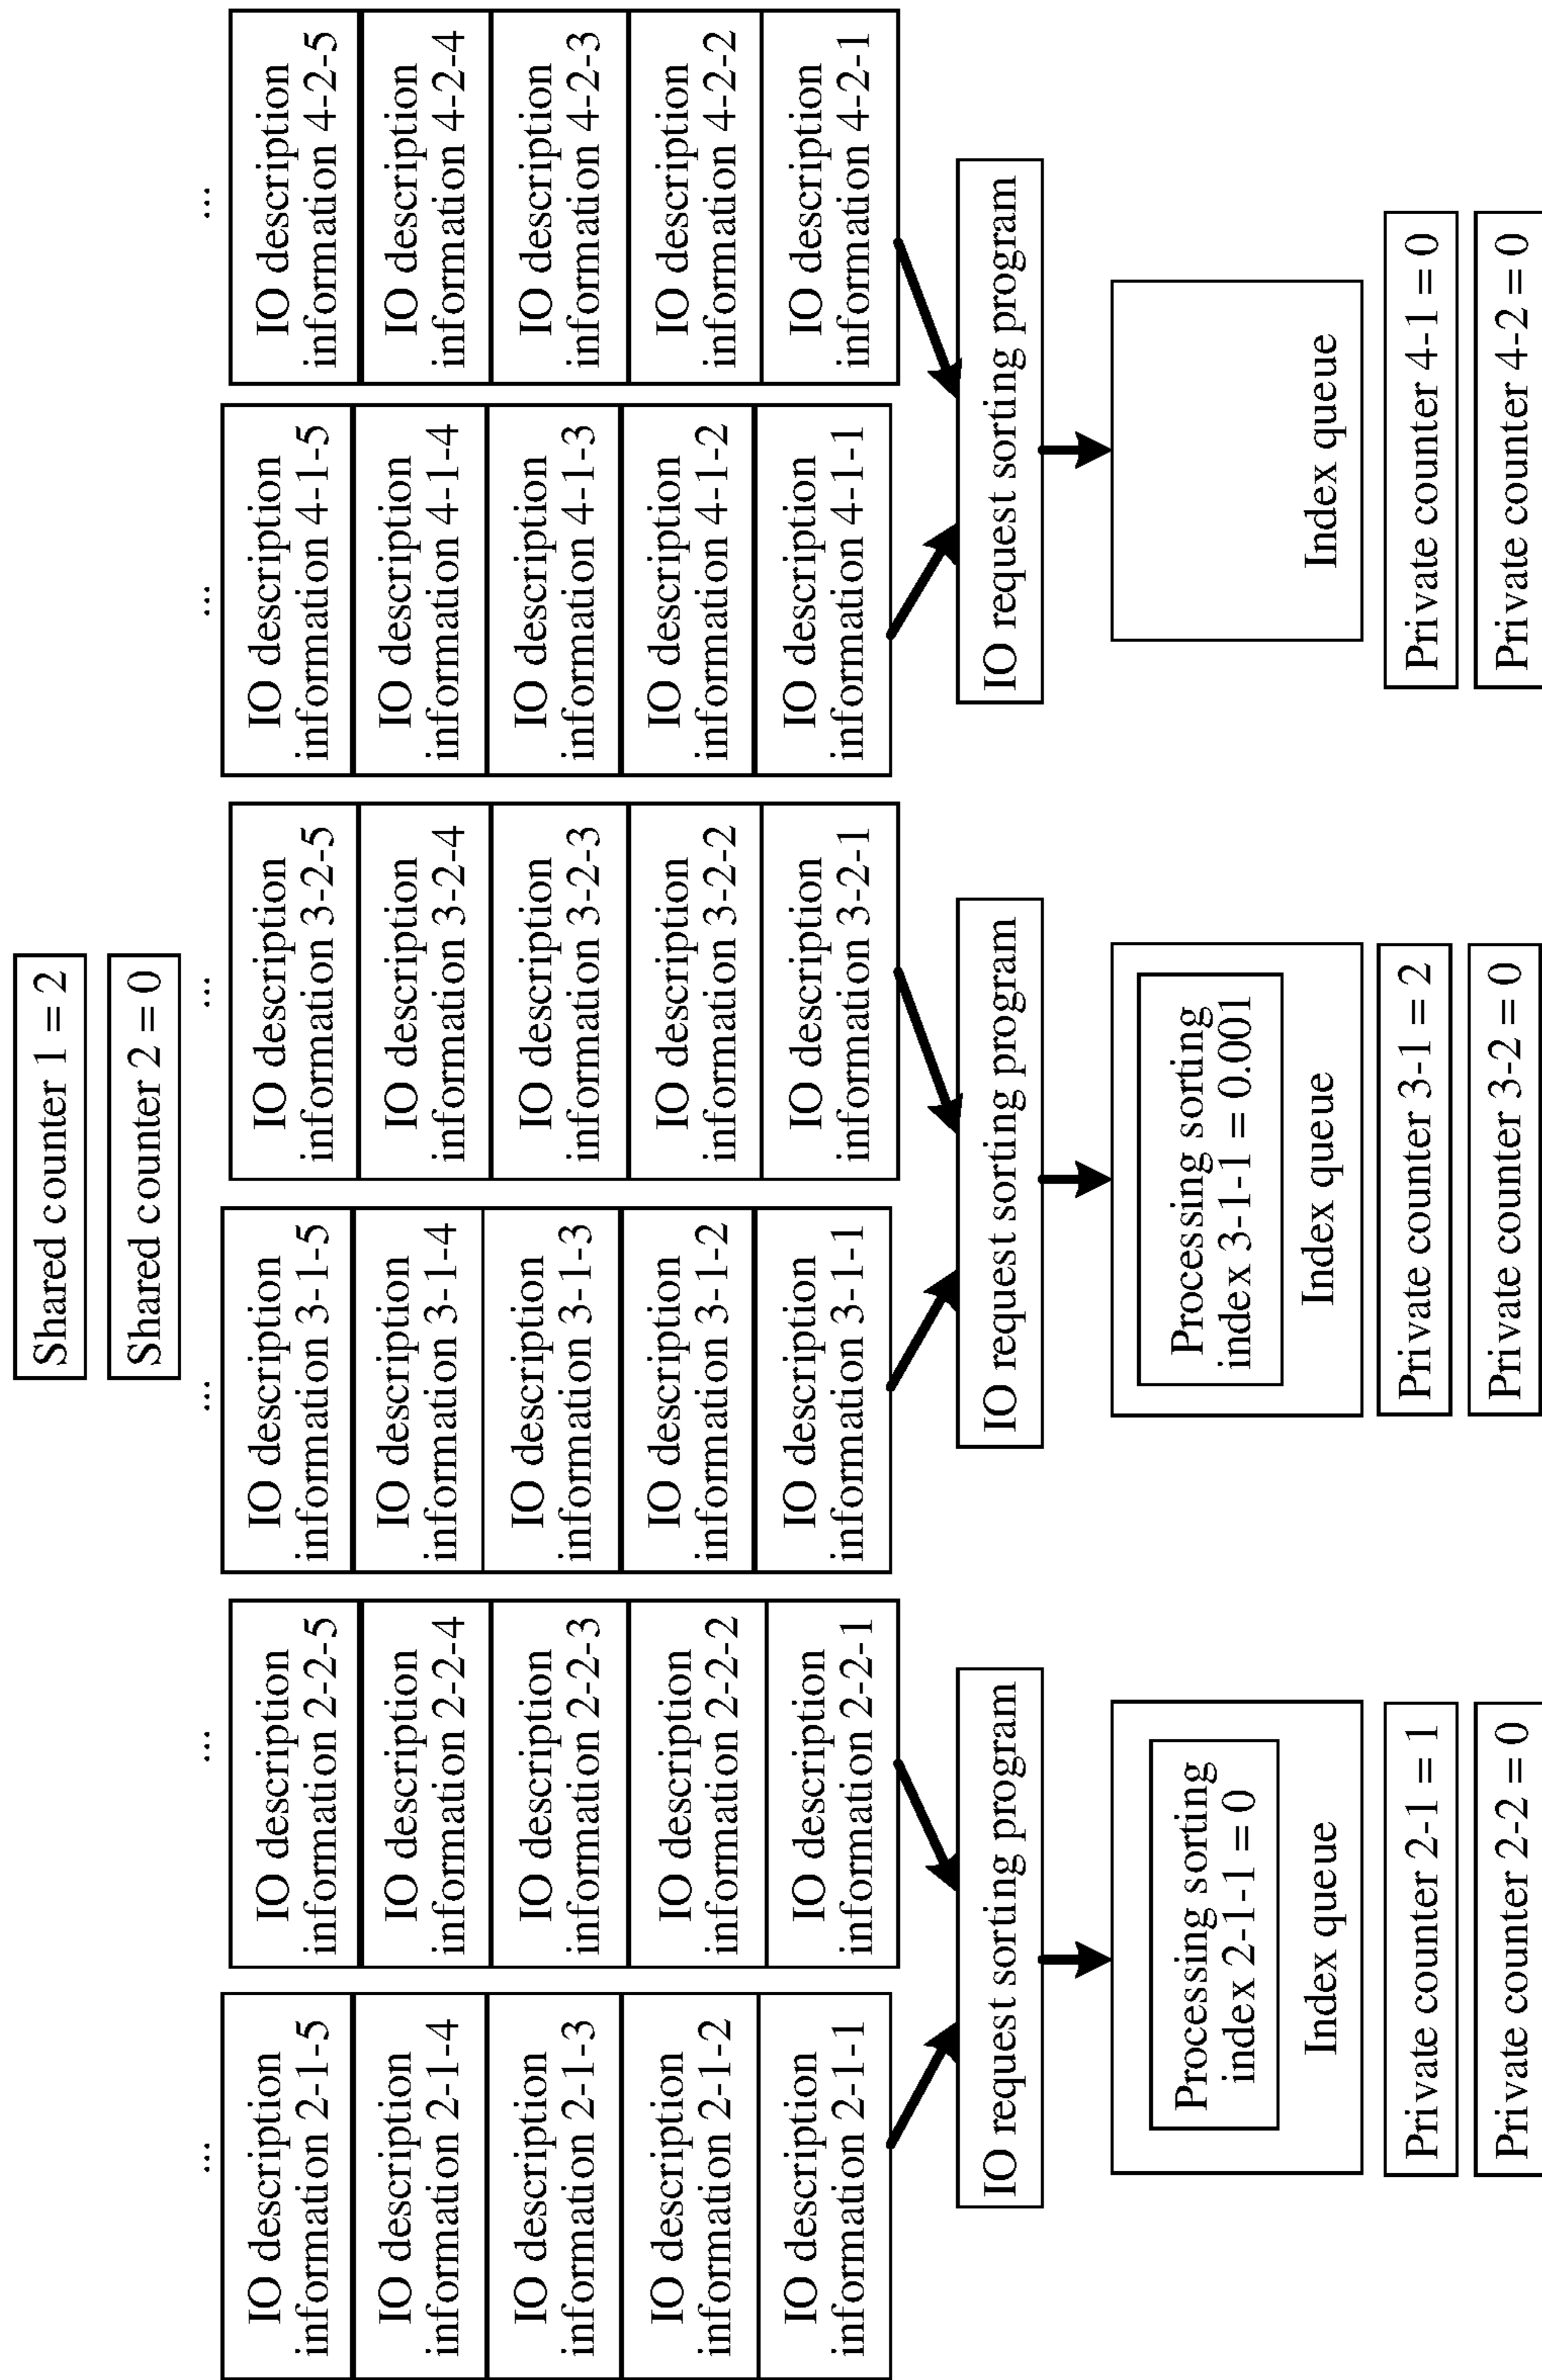 Shared counter 1 = 2
Shared counter 2 = 0
...
IO description
information 2-1-5
IO description
information 2-1-4
IO description
information 2-1-3
IO description
information 2-1-2
IO description
information 2-1-1
...
IO description
information 2-2-5
IO description
information 2-2-4
IO description
information 2-2-3
IO description
information 2-2-2
IO description
information 2-2-1
IO request sorting program
Processing sorting
index 2-1-1 = 0
Index queue
Private counter 2-1 = 1
Private counter 2-2 = 0
...
IO description
information 3-1-5
IO description
information 3-1-4
IO description
information 3-1-3
IO description
information 3-1-2
IO description
information 3-1-1
...
IO description
information 3-2-5
IO description
information 3-2-4
IO description
information 3-2-3
IO description
information 3-2-2
IO description
information 3-2-1
IO request sorting program
Processing sorting
index 3-1-1 = 0.001
Index queue
Private counter 3-1 = 2
Private counter 3-2 = 0
...
IO description
information 4-1-5
IO description
information 4-1-4
IO description
information 4-1-3
IO description
information 4-1-2
IO description
information 4-1-1
...
IO description
information 4-2-5
IO description
information 4-2-4
IO description
information 4-2-3
IO description
information 4-2-2
IO description
information 4-2-1
IO request sorting program
Index queue
Private counter 4-1 = 0
Private counter 4-2 = 0